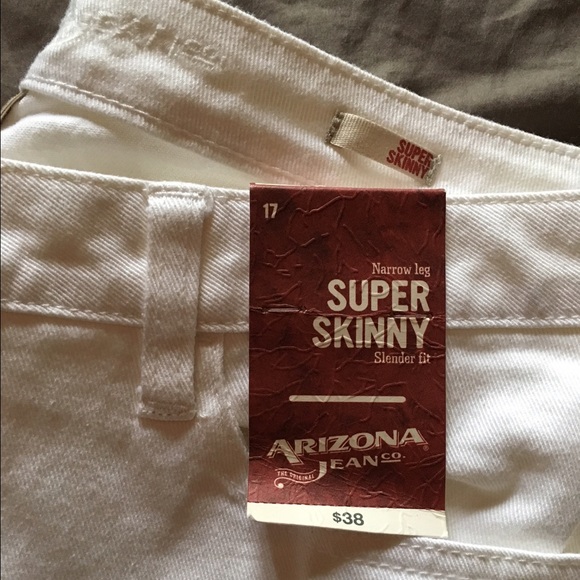 SUPER
SKINNY
17
Narrow leg
SUPER
SKINNY
Slender fit
ARIZONA
THE ORIGINAL JEAN CO.
$38